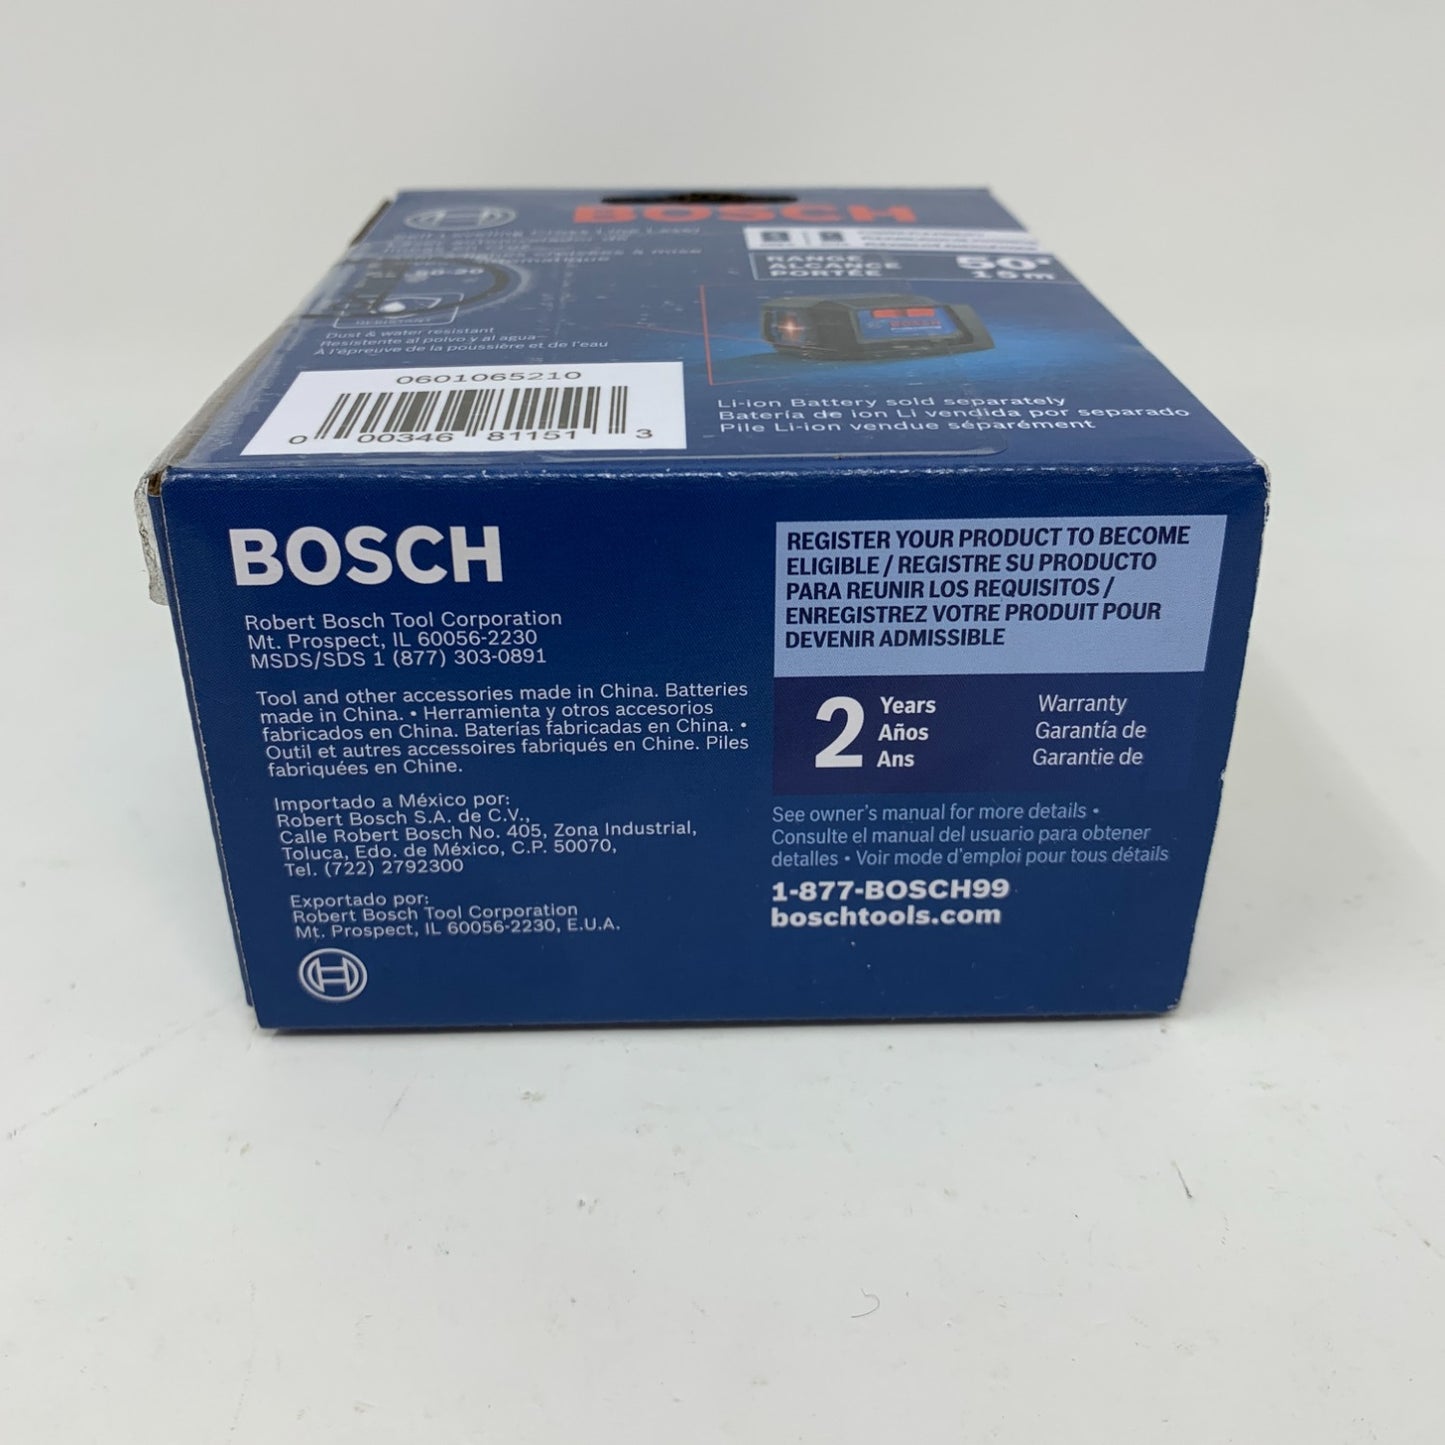 BOSCH
RANGE
ALCANCE
PORTÉE
50'
15 m
Dust & water resistant
Resistente al polvo y al agua
À l'épreuve de la poussière et de l'eau
0601065210
0 00346 81151 3
Li-ion Battery sold separately
Batería de ion Li vendida por separado
Pile Li-ion vendue séparément
BOSCH
Robert Bosch Tool Corporation
Mt. Prospect, IL 60056-2230
MSDS/SDS 1 (877) 303-0891
Tool and other accessories made in China. Batteries
made in China. • Herramienta y otros accesorios
fabricados en China. Baterías fabricadas en China. •
Outil et autres accessoires fabriqués en Chine. Piles
fabriquées en Chine.
Importado a México por:
Robert Bosch S.A. de C.V.,
Calle Robert Bosch No. 405, Zona Industrial,
Toluca, Edo. de México, C.P. 50070,
Tel. (722) 2792300
Exportado por:
Robert Bosch Tool Corporation
Mt. Prospect, IL 60056-2230, E.U.A.
REGISTER YOUR PRODUCT TO BECOME
ELIGIBLE / REGISTRE SU PRODUCTO
PARA REUNIR LOS REQUISITOS /
ENREGISTREZ VOTRE PRODUIT POUR
DEVENIR ADMISSIBLE
2 Years Warranty
Años Garantía de
Ans Garantie de
See owner's manual for more details •
Consulte el manual del usuario para obtener
detalles • Voir mode d'emploi pour tous détails
1-877-BOSCH99
boschtools.com